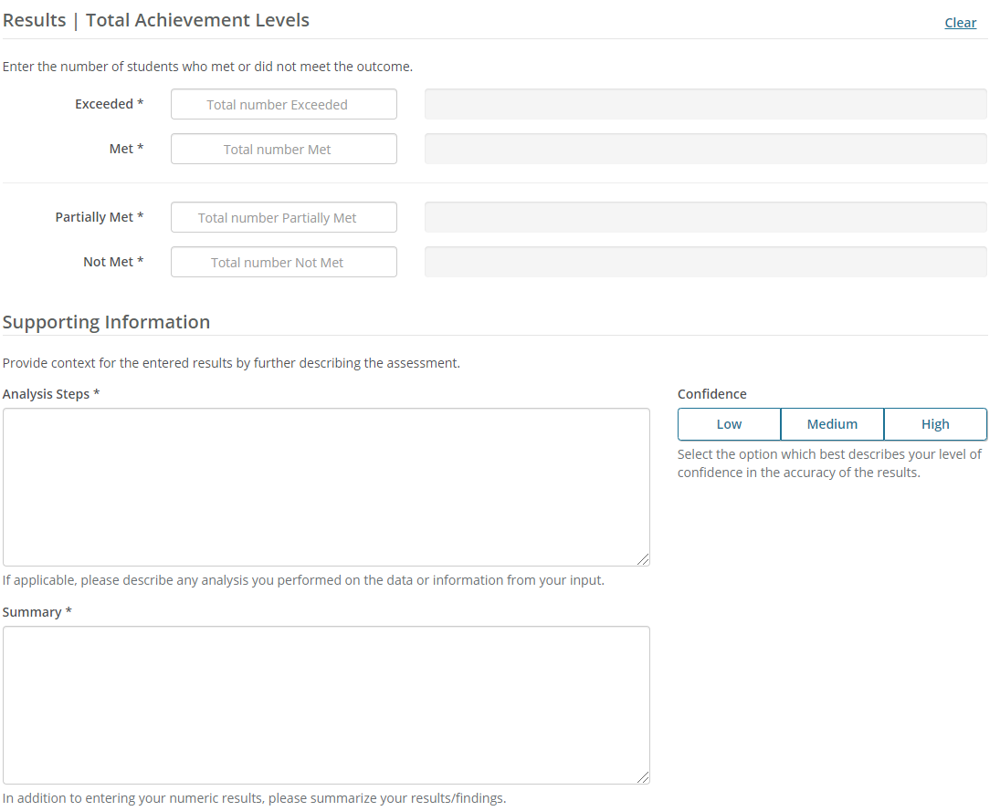 Results | Total Achievement Levels
Clear
Enter the number of students who met or did not meet the outcome.
Exceeded *
Total number Exceeded
Met *
Total number Met
Partially Met *
Total number Partially Met
Not Met *
Total number Not Met
Supporting Information
Provide context for the entered results by further describing the assessment.
Analysis Steps *
Confidence
Low
Medium
High
Select the option which best describes your level of
confidence in the accuracy of the results.
If applicable, please describe any analysis you performed on the data or information from your input.
Summary *
In addition to entering your numeric results, please summarize your results/findings.